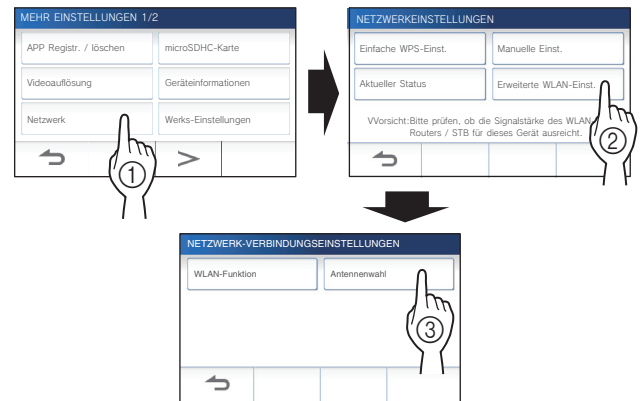 MEHR EINSTELLUNGEN 1/2
APP Registr. / löschen
microSDHC-Karte
Videoauflösung
Geräteinformationen
Netzwerk
Werks-Einstellungen
>
①
NETZWERKEINSTELLUNGEN
Einfache WPS-Einst.
Manuelle Einst.
Aktueller Status
Erweiterte WLAN-Einst.
VVorsicht:Bitte prüfen, ob die Signalstärke des WLAN-
Routers / STB für dieses Gerät ausreicht.
②
NETZWERK-VERBINDUNGSEINSTELLUNGEN
WLAN-Funktion
Antennenwahl
③